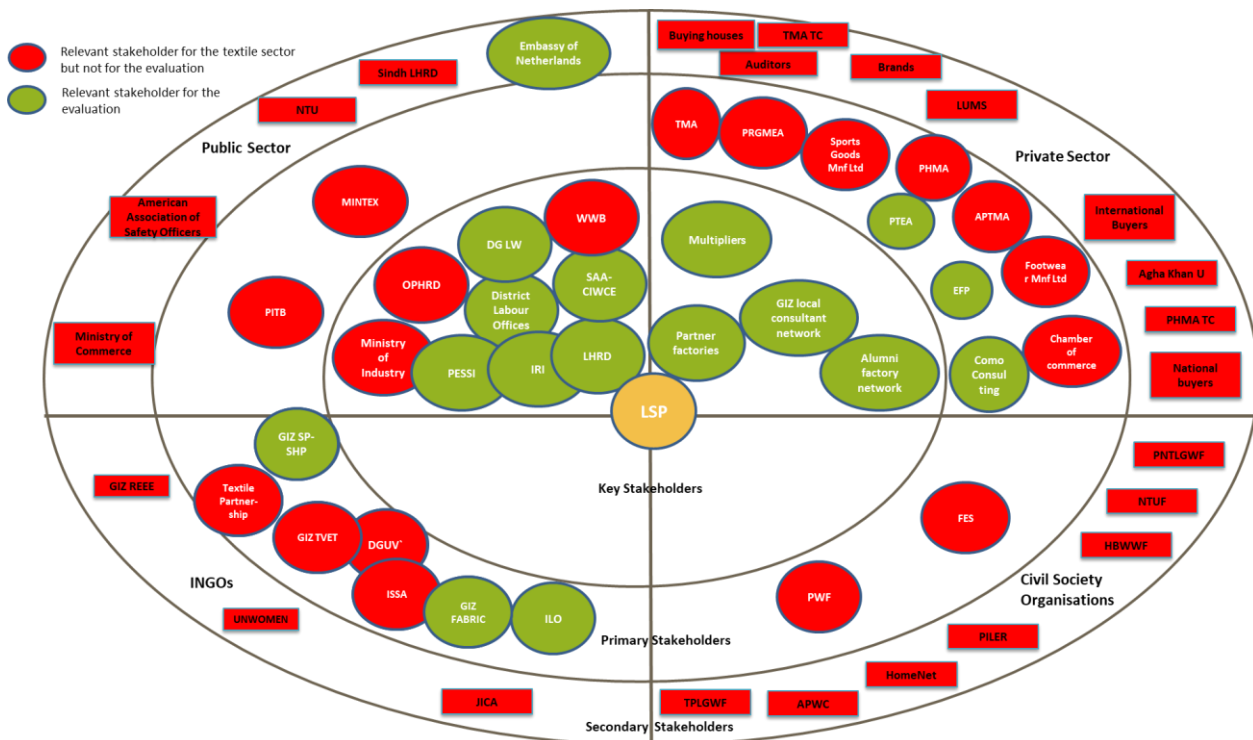 Relevant stakeholder for the textile sector
but not for the evaluation
Relevant stakeholder for the
evaluation
Embassy of
Netherlands
Sindh LHRD
NTU
Public Sector
American
Association of
Safety Officers
MINTEX
PITB
Ministry of
Commerce
WWB
DG LW
OPHRD
SAA-
CIWCE
District
Labour
Offices
Ministry
of
Industry
PESSI
IRI
LHRD
Buying houses
TMA TC
Auditors
Brands
LUMS
Private Sector
TMA
PRGMEA
Sports
Goods
Mnf Ltd
PHMA
PTEA
APTMA
International
Buyers
Footwea
r Mnf Ltd
Agha Khan U
EFP
PHMA TC
Multipliers
GIZ local
consultant
network
Partner
factories
Alumni
factory
network
Como
Consul
ting
Chamber
of
commerce
National
buyers
LSP
GIZ SP-
SHP
GIZ REEE
Textile
Partner-
ship
GIZ TVET
DGUV`
ISSA
GIZ
FABRIC
ILO
INGOs
UNWOMEN
JICA
Key Stakeholders
Primary Stakeholders
Secondary Stakeholders
FES
PWF
PNTLGWF
NTUF
HBWWF
Civil Society
Organisations
PILER
HomeNet
APWC
TPLGWF